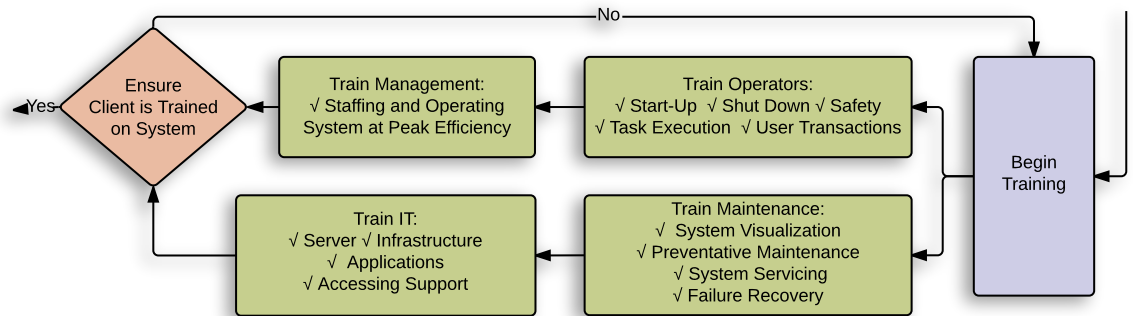 No
Yes
Ensure
Client is Trained
on System
Train Management:
√ Staffing and Operating
System at Peak Efficiency
Train Operators:
√ Start-Up √ Shut Down √ Safety
√ Task Execution √ User Transactions
Begin
Training
Train IT:
√ Server √ Infrastructure
√ Applications
√ Accessing Support
Train Maintenance:
√ System Visualization
√ Preventative Maintenance
√ System Servicing
√ Failure Recovery